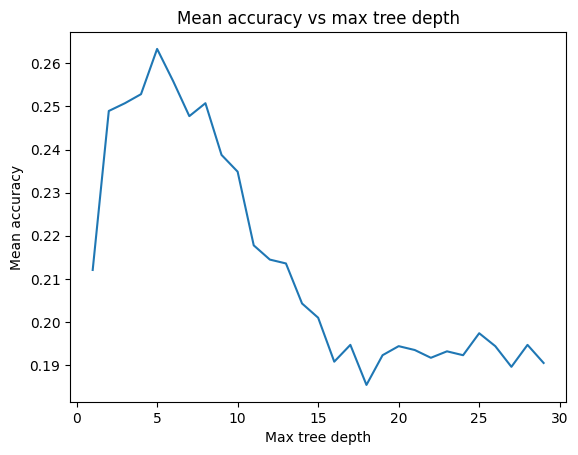 Mean accuracy vs max tree depth
Mean accuracy
0.26
0.25
0.24
0.23
0.22
0.21
0.20
0.19
0 5 10 15 20 25 30
Max tree depth